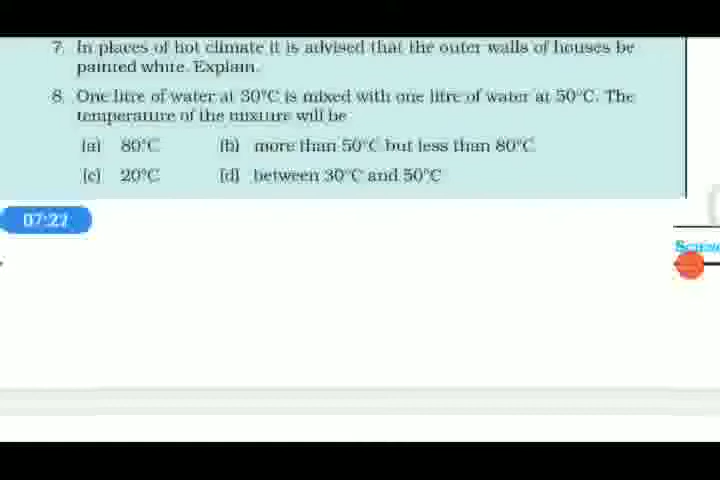 7. In places of hot climate it is advised that the outer walls of houses be
painted white. Explain.
8. One litre of water at 30°C is mixed with one litre of water at 50°C. The
temperature of the mixture will be
(a) 80°C (b) more than 50°C but less than 80°C
(c) 20°C (d) between 30°C and 50°C
07:22